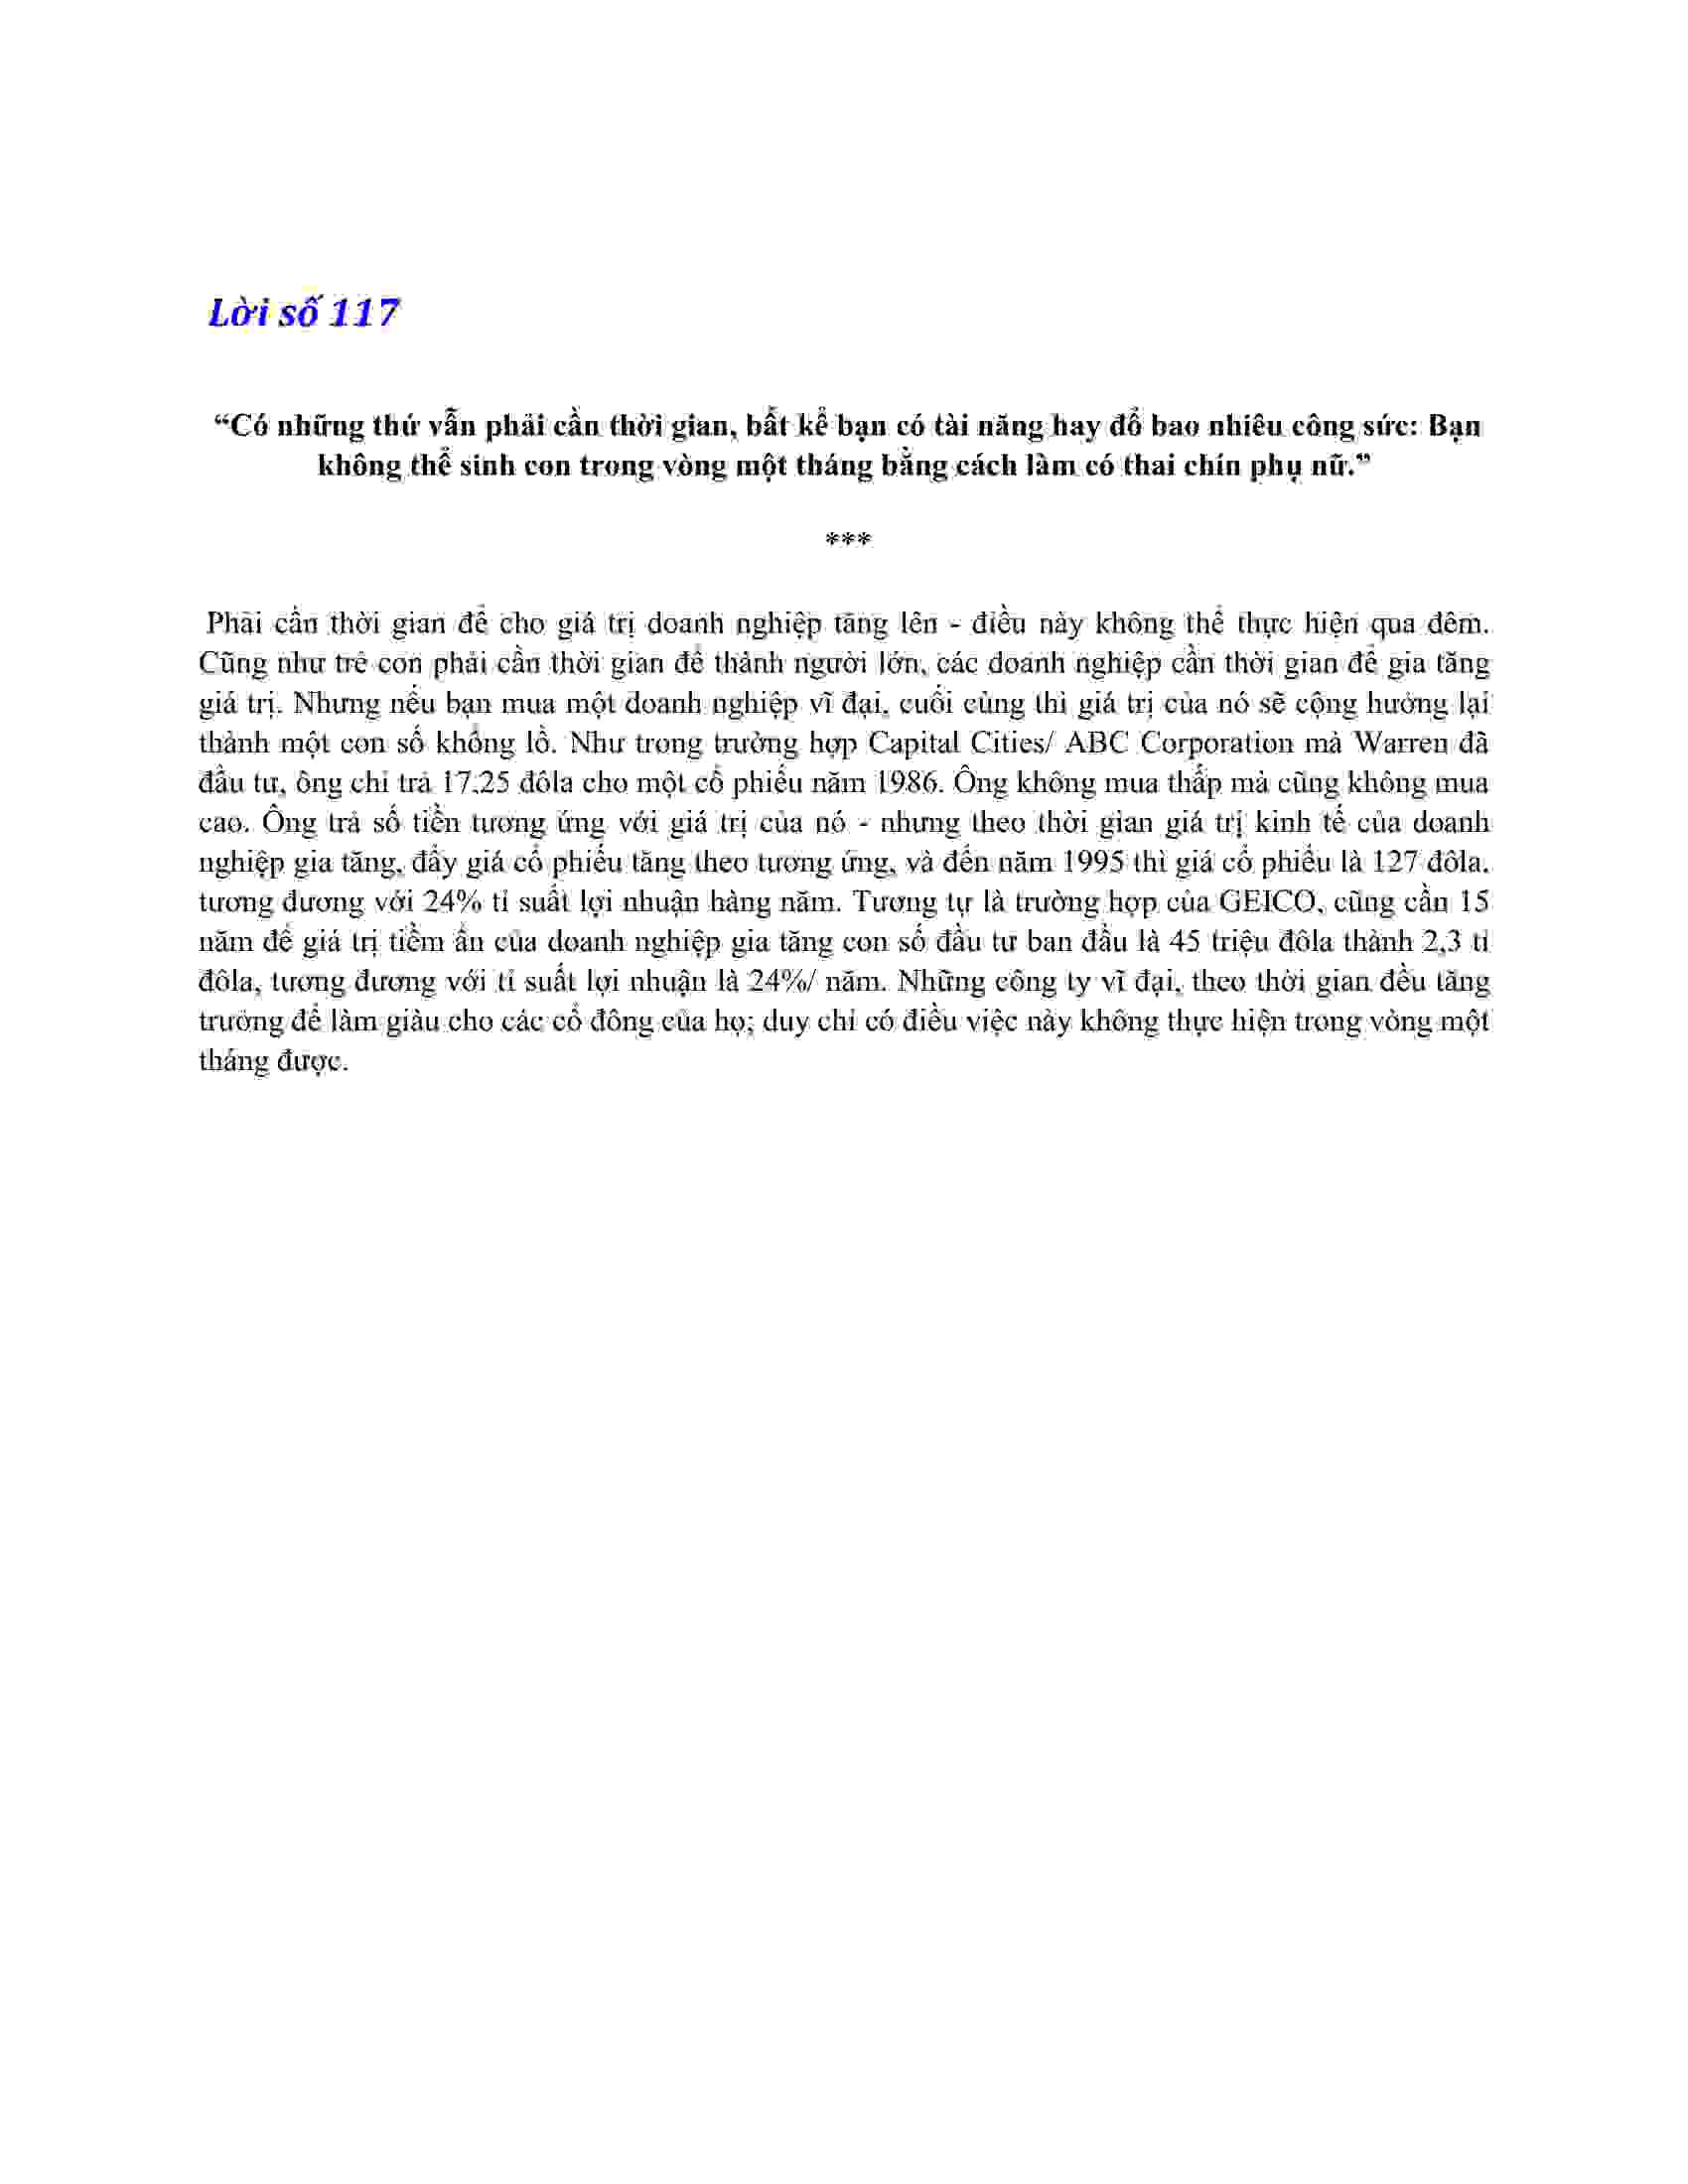 Lời số 117
“Có những thứ vẫn phải cần thời gian, bất kể bạn có tài năng hay đổ bao nhiêu công sức: Bạn
không thể sinh con trong vòng một tháng bằng cách làm có thai chín phụ nữ.”
***
Phải cần thời gian để cho giá trị doanh nghiệp tăng lên - điều này không thể thực hiện qua đêm.
Cũng như trẻ con phải cần thời gian để thành người lớn, các doanh nghiệp cần thời gian để gia tăng
giá trị. Nhưng nếu bạn mua một doanh nghiệp vĩ đại, cuối cùng thì giá trị của nó sẽ cộng hưởng lại
thành một con số khổng lồ. Như trong trường hợp Capital Cities/ ABC Corporation mà Warren đã
đầu tư, ông chỉ trả 17,25 đôla cho một cổ phiếu năm 1986. Ông không mua thấp mà cũng không mua
cao. Ông trả số tiền tương ứng với giá trị của nó - nhưng theo thời gian giá trị kinh tế của doanh
nghiệp gia tăng, đẩy giá cổ phiếu tăng theo tương ứng, và đến năm 1995 thì giá cổ phiếu là 127 đôla,
tương đương với 24% tỉ suất lợi nhuận hàng năm. Tương tự là trường hợp của GEICO, cũng cần 15
năm để giá trị tiềm ẩn của doanh nghiệp gia tăng con số đầu tư ban đầu là 45 triệu đôla thành 2,3 tỉ
đôla, tương đương với tỉ suất lợi nhuận là 24%/ năm. Những công ty vĩ đại, theo thời gian đều tăng
trưởng để làm giàu cho các cổ đông của họ; duy chỉ có điều việc này không thực hiện trong vòng một
tháng được.